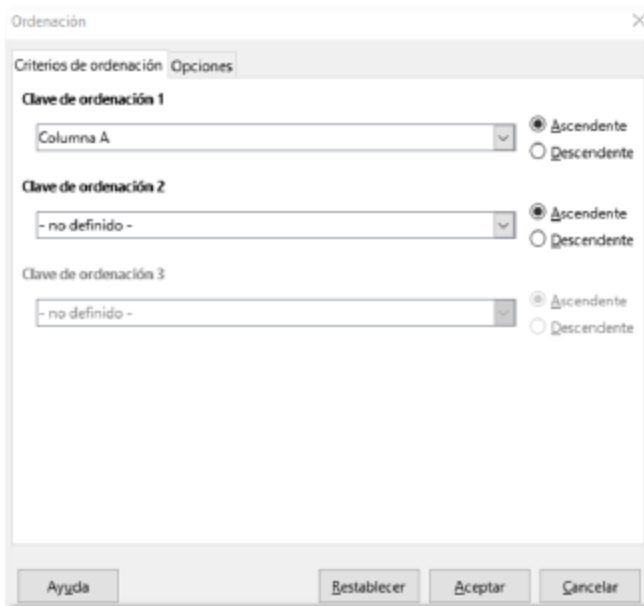 Ordenación
Criterios de ordenación Opciones
Clave de ordenación 1
Columna A
Ascendente
Descendente
Clave de ordenación 2
- no definido -
Ascendente
Descendente
Clave de ordenación 3
- no definido -
Ascendente
Descendente
Ayuda Restablecer Aceptar Cancelar